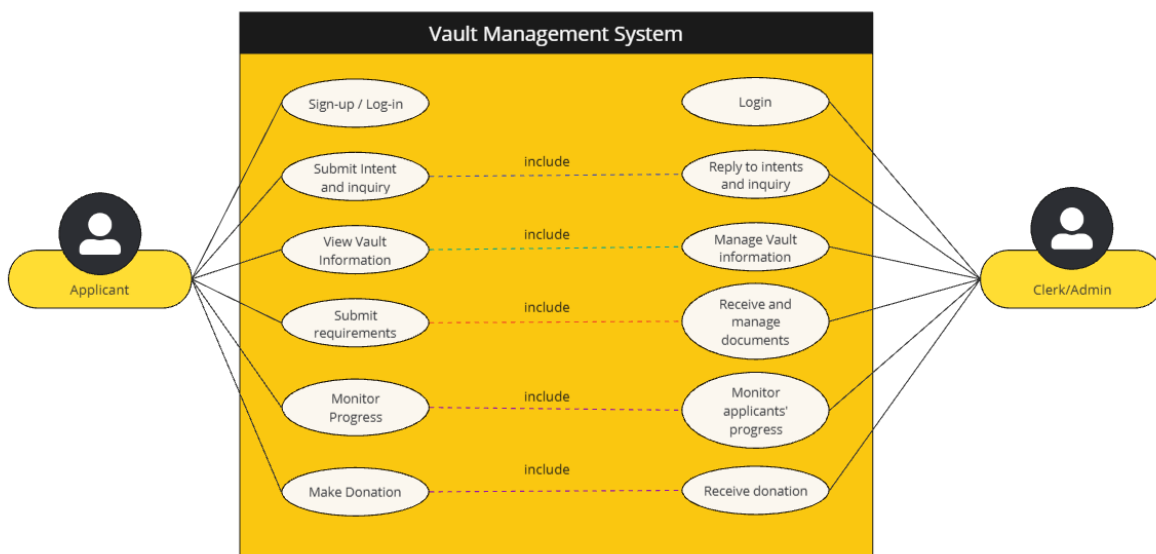 Vault Management System
Sign-up / Log-in
Login
Submit Intent
and inquiry
include
Reply to intents
and inquiry
View Vault
Information
include
Manage Vault
information
Applicant
Clerk/Admin
Submit
requirements
include
Receive and
manage
documents
Monitor
Progress
include
Monitor
applicants'
progress
Make Donation
include
Receive donation